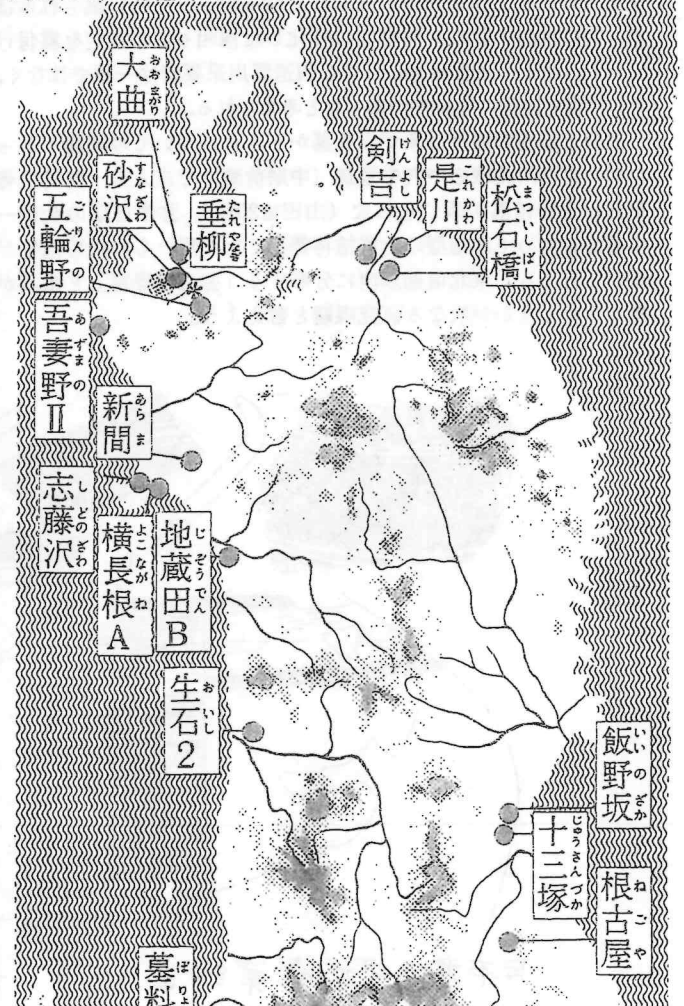 大曲
おおまがり
砂沢
すなざわ
垂柳
たれやなぎ
五輪野
ごりんの
吾妻野Ⅱ
あずまの
剣吉
けんよし
是川
これかわ
松石橋
まついしばし
新間
あらま
志藤沢
しどのざわ
横長根A
よこながね
地蔵田B
じぞうでん
生石2
おいし
飯野坂
いいのざか
十三塚
じゅうさんづか
根古屋
ねごや
墓料
ぼりょ